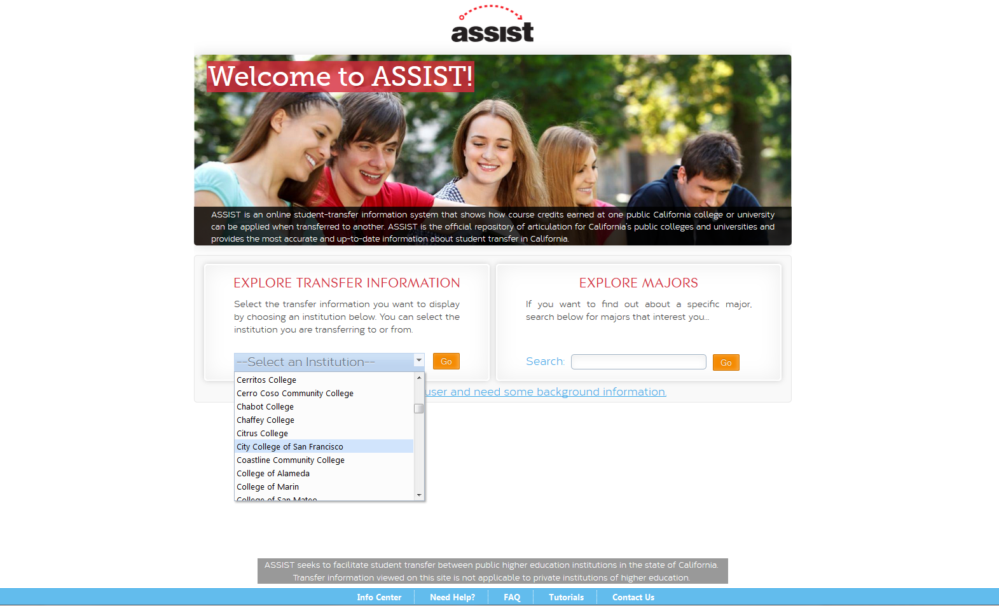 assist
Welcome to ASSIST!
ASSIST is an online student-transfer information system that shows how course credits earned at one public California college or university
can be applied when transferred to another. ASSIST is the official repository of articulation for California's public colleges and universities and
provides the most accurate and up-to-date information about student transfer in California.
EXPLORE TRANSFER INFORMATION
Select the transfer information you want to display
by choosing an institution below. You can select the
institution you are transferring to or from.
--Select an Institution--
Go
Cerritos College
Cerro Coso Community College
Chabot College
Chaffey College
Citrus College
City College of San Francisco
Coastline Community College
College of Alameda
College of Marin
College of San Mateo
EXPLORE MAJORS
If you want to find out about a specific major,
search below for majors that interest you...
Search:
Go
user and need some background information.
ASSIST seeks to facilitate student transfer between public higher education institutions in the state of California.
Transfer information viewed on this site is not applicable to private institutions of higher education.
Info Center
Need Help?
FAQ
Tutorials
Contact Us